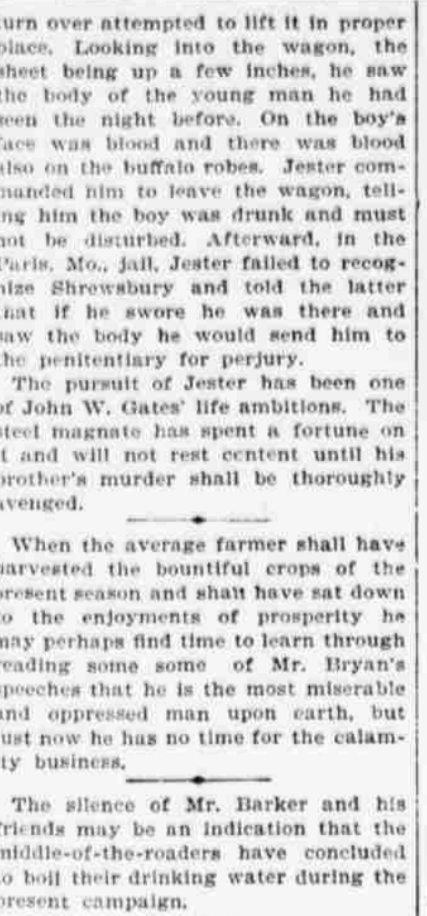 turn over attempted to lift it in proper
place. Looking into the wagon, the
sheet being up a few inches, he saw
the body of the young man he had
seen the night before. On the boy's
face was blood and there was blood
also on the buffalo robes. Jester com-
manded him to leave the wagon, tell-
ing him the boy was drunk and must
not be disturbed. Afterward, in the
Paris, Mo., jail, Jester failed to recog-
nize Shrewsbury and told the latter
that if he swore he was there and
saw the body he would send him to
the penitentiary for perjury.
The pursuit of Jester has been one
of John W. Gates' life ambitions. The
steel magnate has spent a fortune on
it and will not rest centent until his
brother's murder shall be thoroughly
avenged.
When the average farmer shall have
harvested the bountiful crops of the
present season and shall have sat down
to the enjoyments of prosperity he
may perhaps find time to learn through
reading some some of Mr. Bryan's
speeches that he is the most miserable
and oppressed man upon earth, but
just now he has no time for the calam-
ity business.
The silence of Mr. Barker and his
friends may be an indication that the
middle-of-the-roaders have concluded
to boil their drinking water during the
present campaign.